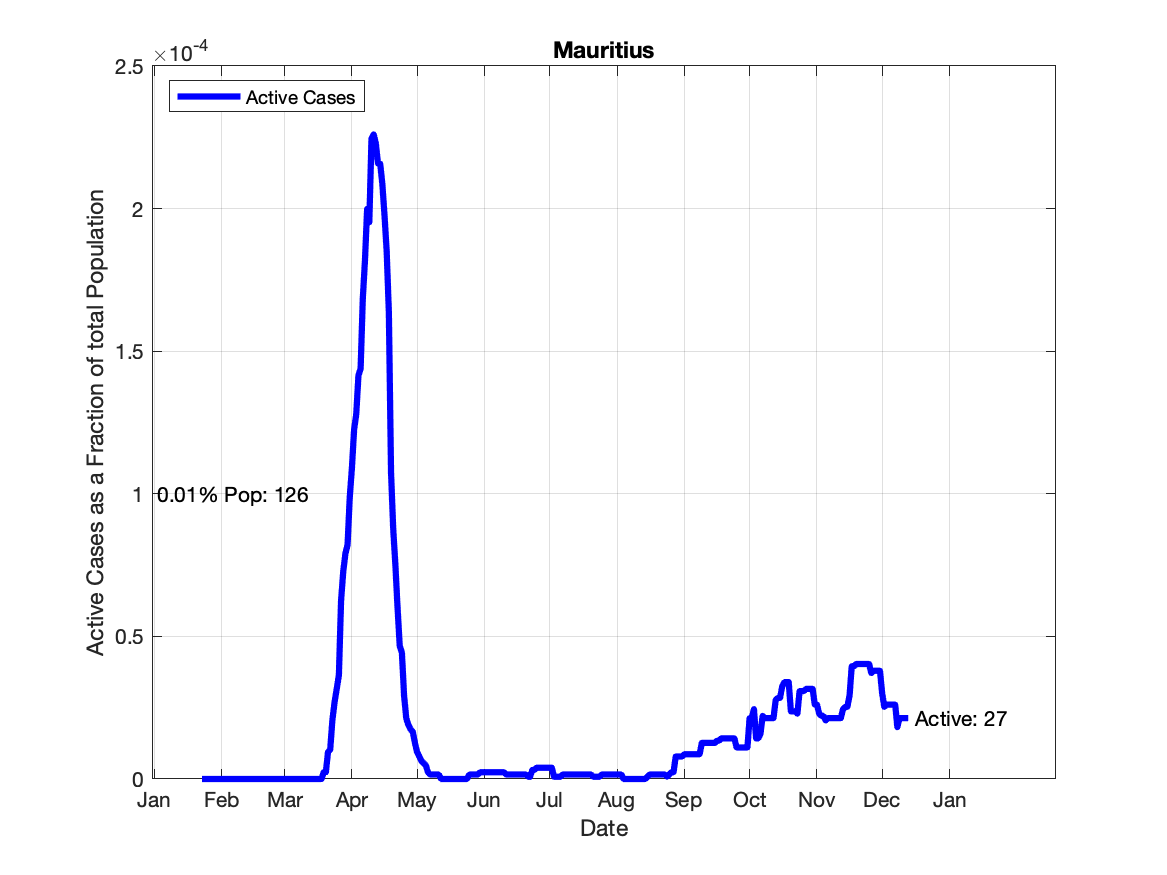 Mauritius
×10-4
Active Cases
2.5
2
1.5
1
0.5
0
Active Cases as a Fraction of total Population
0.01% Pop: 126
Active: 27
Jan Feb Mar Apr May Jun Jul Aug Sep Oct Nov Dec Jan
Date